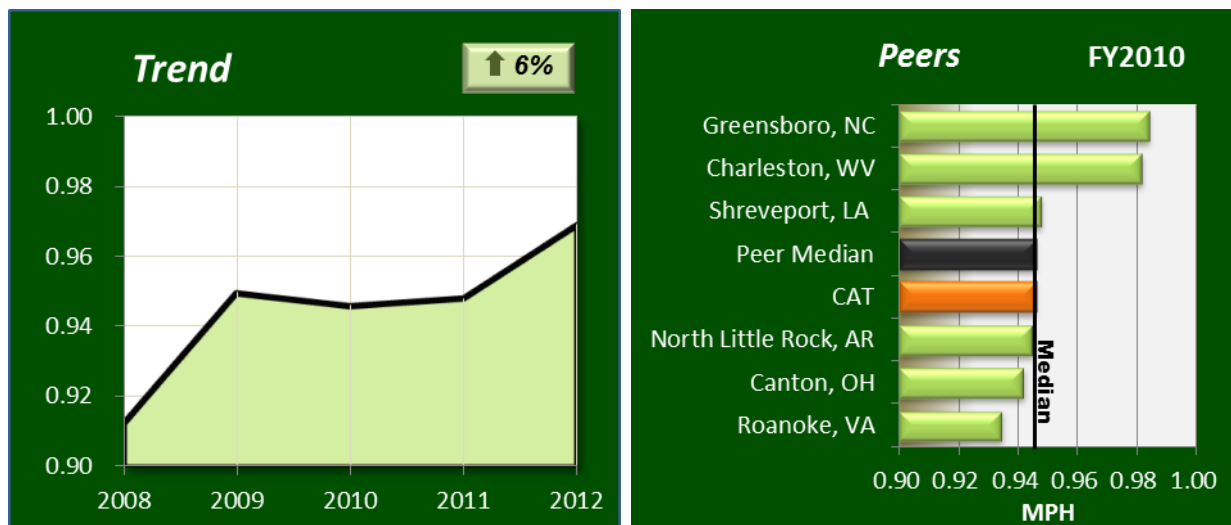 Trend
⬆ 6%
1.00
0.98
0.96
0.94
0.92
0.90
2008 2009 2010 2011 2012
Peers FY2010
Greensboro, NC
Charleston, WV
Shreveport, LA
Peer Median
CAT
North Little Rock, AR
Canton, OH
Roanoke, VA
Median
0.90 0.92 0.94 0.96 0.98 1.00
MPH